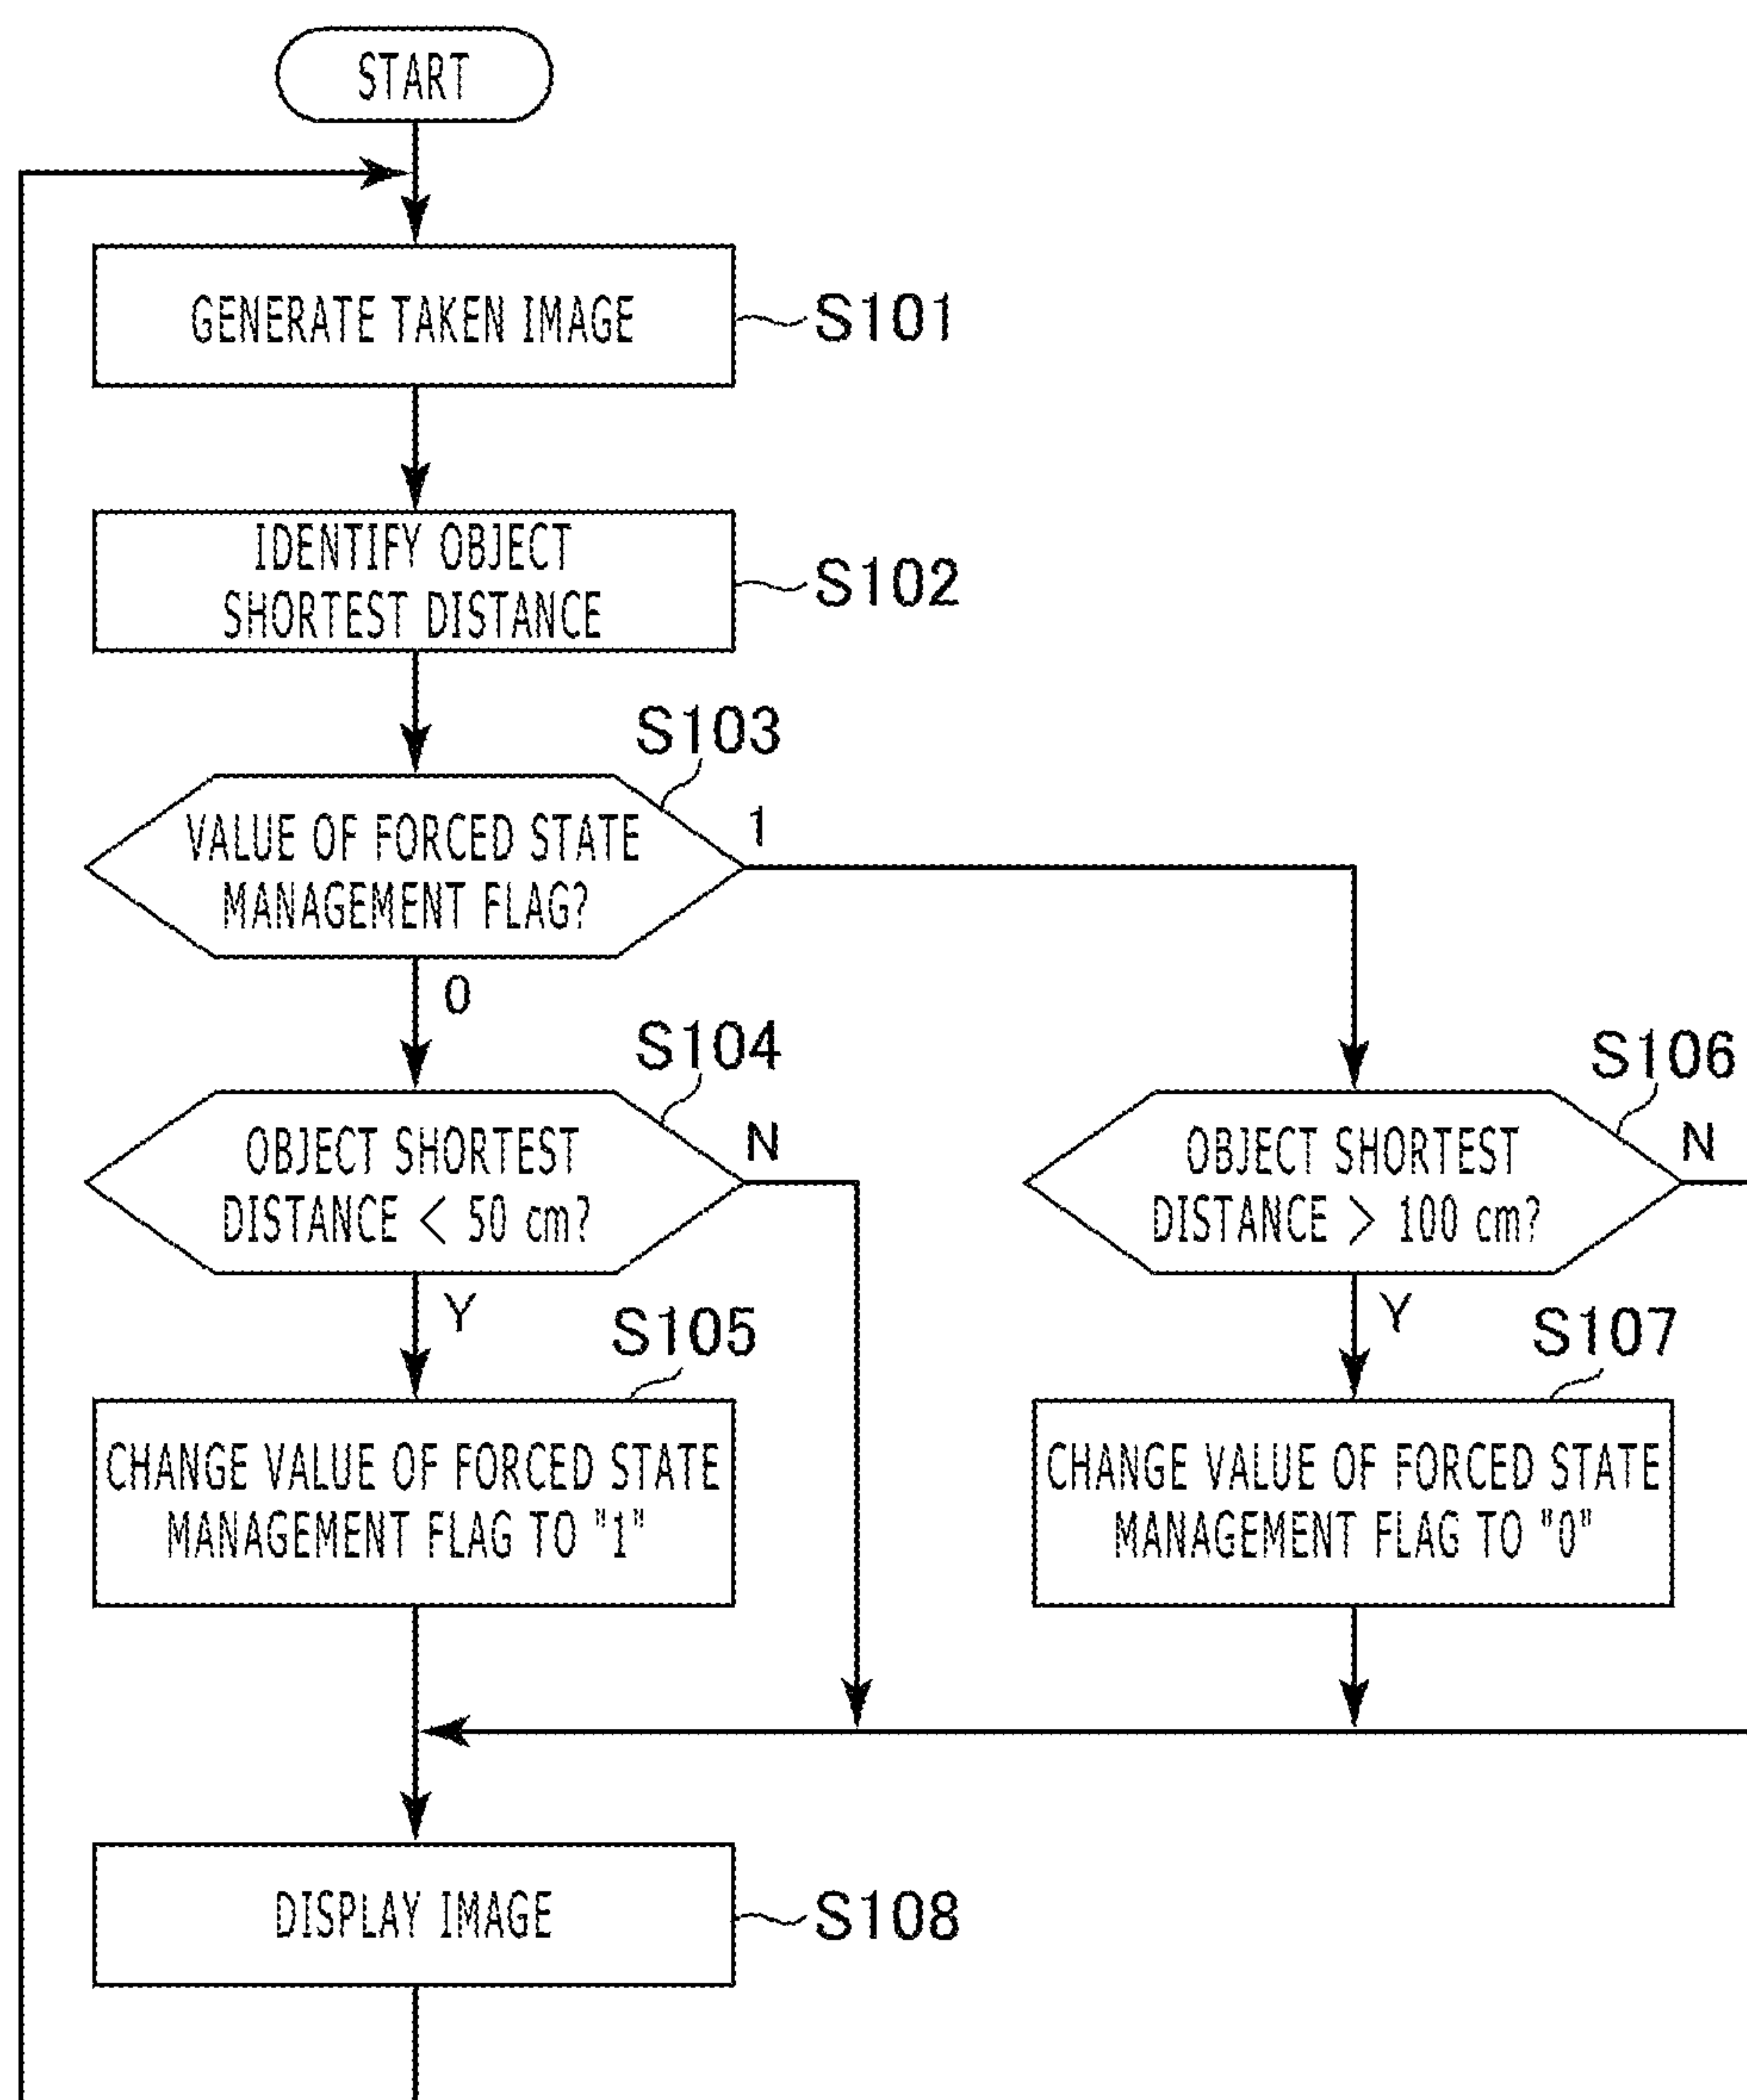 START
GENERATE TAKEN IMAGE
S101
IDENTIFY OBJECT
SHORTEST DISTANCE
S102
S103
VALUE OF FORCED STATE
MANAGEMENT FLAG?
1
0
S104
OBJECT SHORTEST
DISTANCE < 50 cm?
N
Y
S106
OBJECT SHORTEST
DISTANCE > 100 cm?
N
Y
S105
CHANGE VALUE OF FORCED STATE
MANAGEMENT FLAG TO "1"
S107
CHANGE VALUE OF FORCED STATE
MANAGEMENT FLAG TO "0"
DISPLAY IMAGE
S108